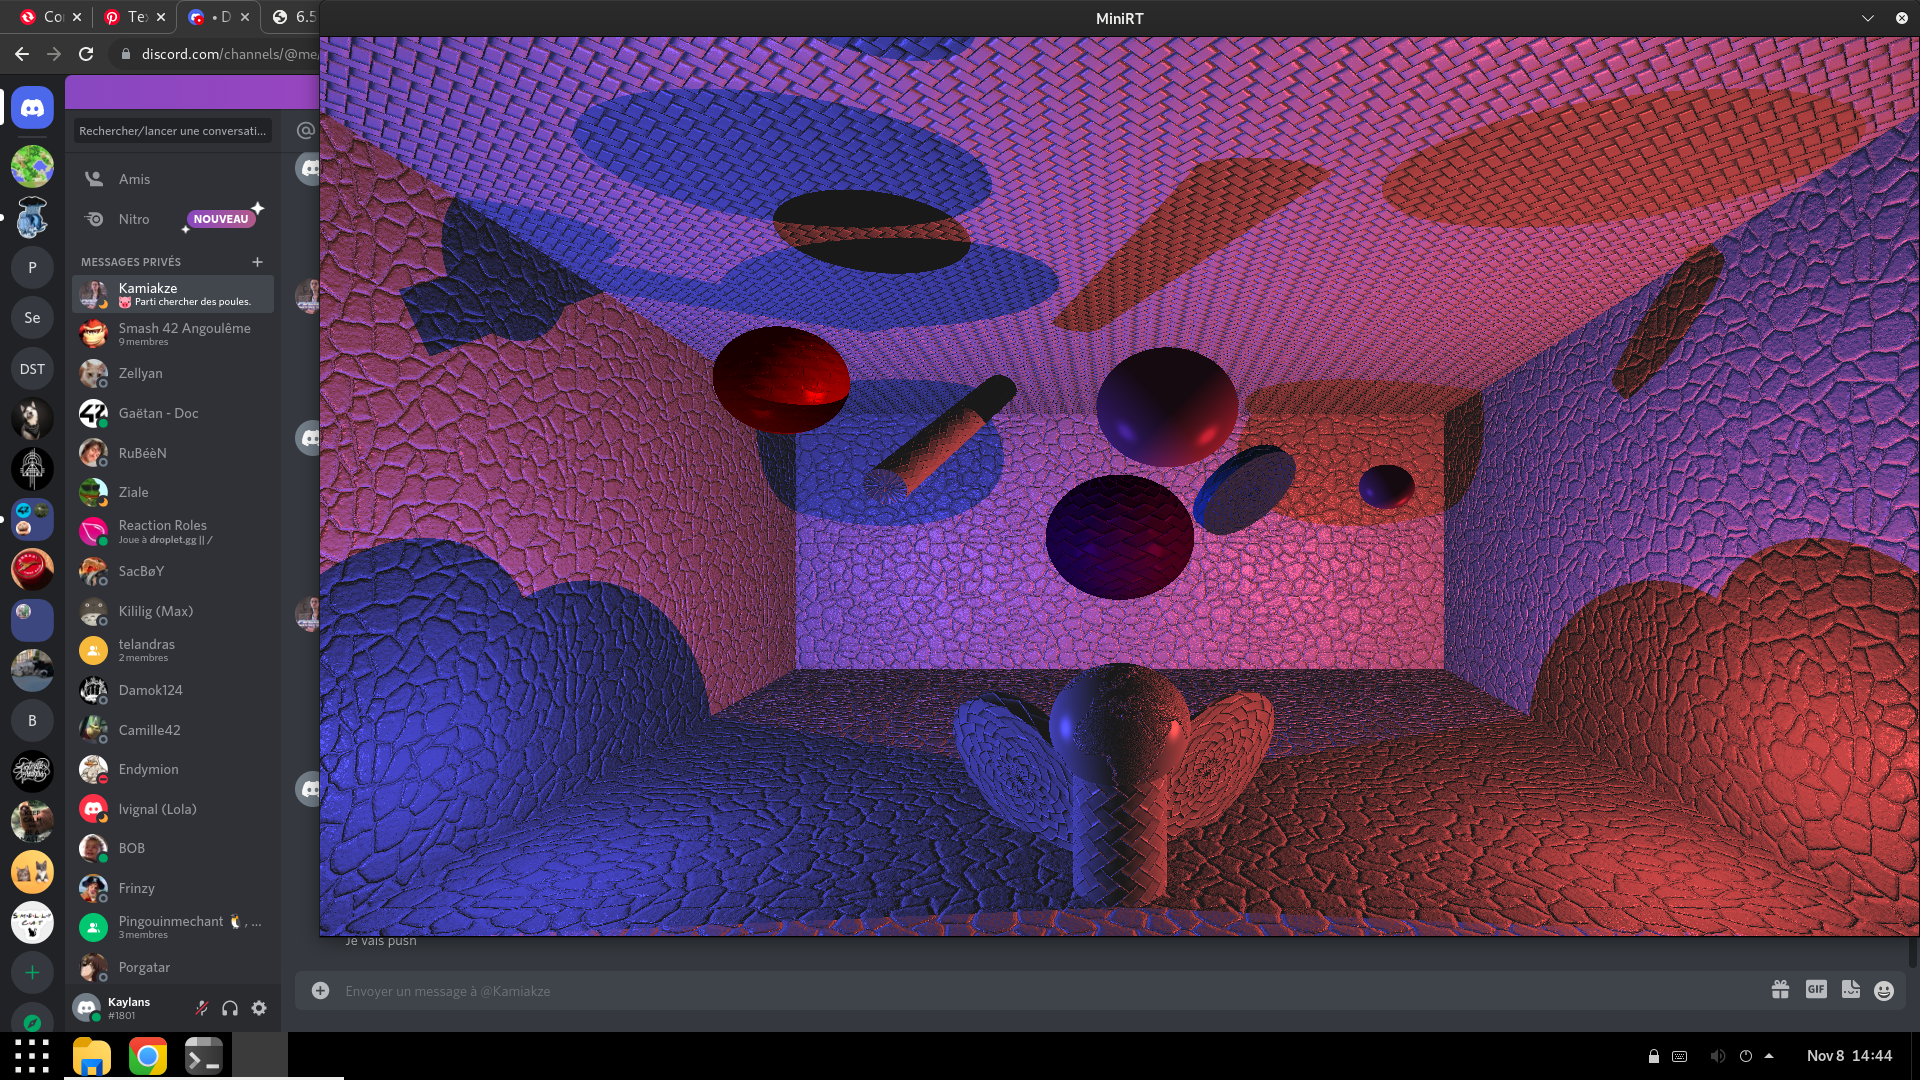 Co
Te
• D
6.5
MiniRT
discord.com/channels/@me/
Rechercher/lancer une conversati...
Amis
Nitro
NOUVEAU
MESSAGES PRIVÉS
Kamiakze
Parti chercher des poules.
Smash 42 Angoulême
9 membres
Zellyan
Gaëtan - Doc
RuBéèN
Ziale
Reaction Roles
Joue à droplet.gg || /
SacBøY
Kililig (Max)
telandras
2 membres
Damok124
Camille42
Endymion
lvignal (Lola)
BOB
Frinzy
Pingouinmechant 🐧, ...
3 membres
Porgatar
Kaylans
#1801
P
Se
DST
B
Je vais push
Envoyer un message à @Kamiakze
GIF
Nov 8 14:44